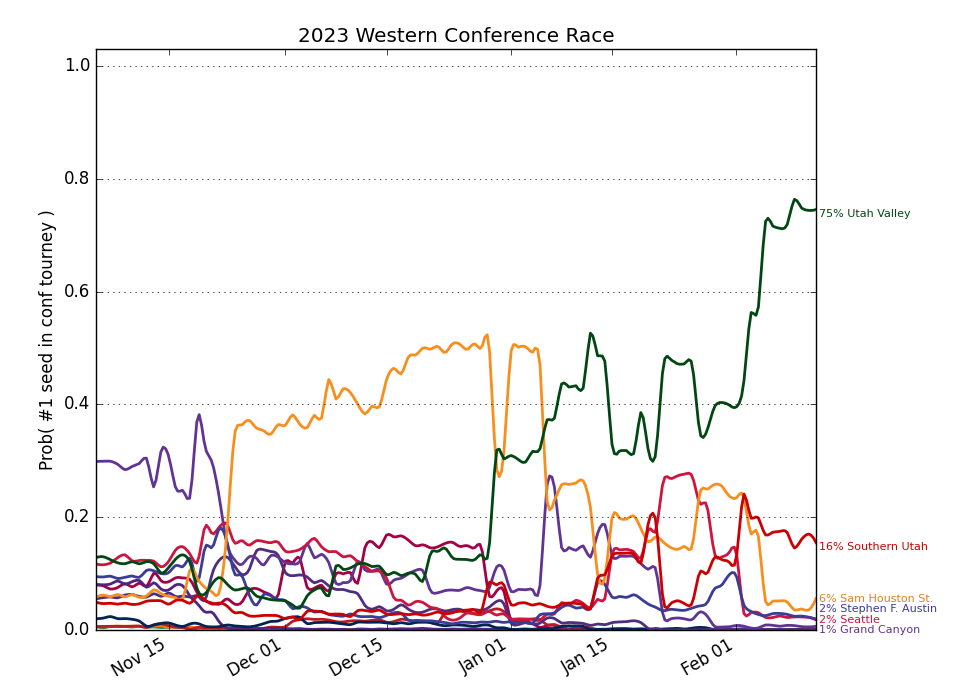 2023 Western Conference Race
Prob( #1 seed in conf tourney )
1.0
0.8
0.6
0.4
0.2
0.0
Nov 15
Dec 01
Dec 15
Jan 01
Jan 15
Feb 01
75% Utah Valley
16% Southern Utah
6% Sam Houston St.
2% Stephen F. Austin
2% Seattle
1% Grand Canyon